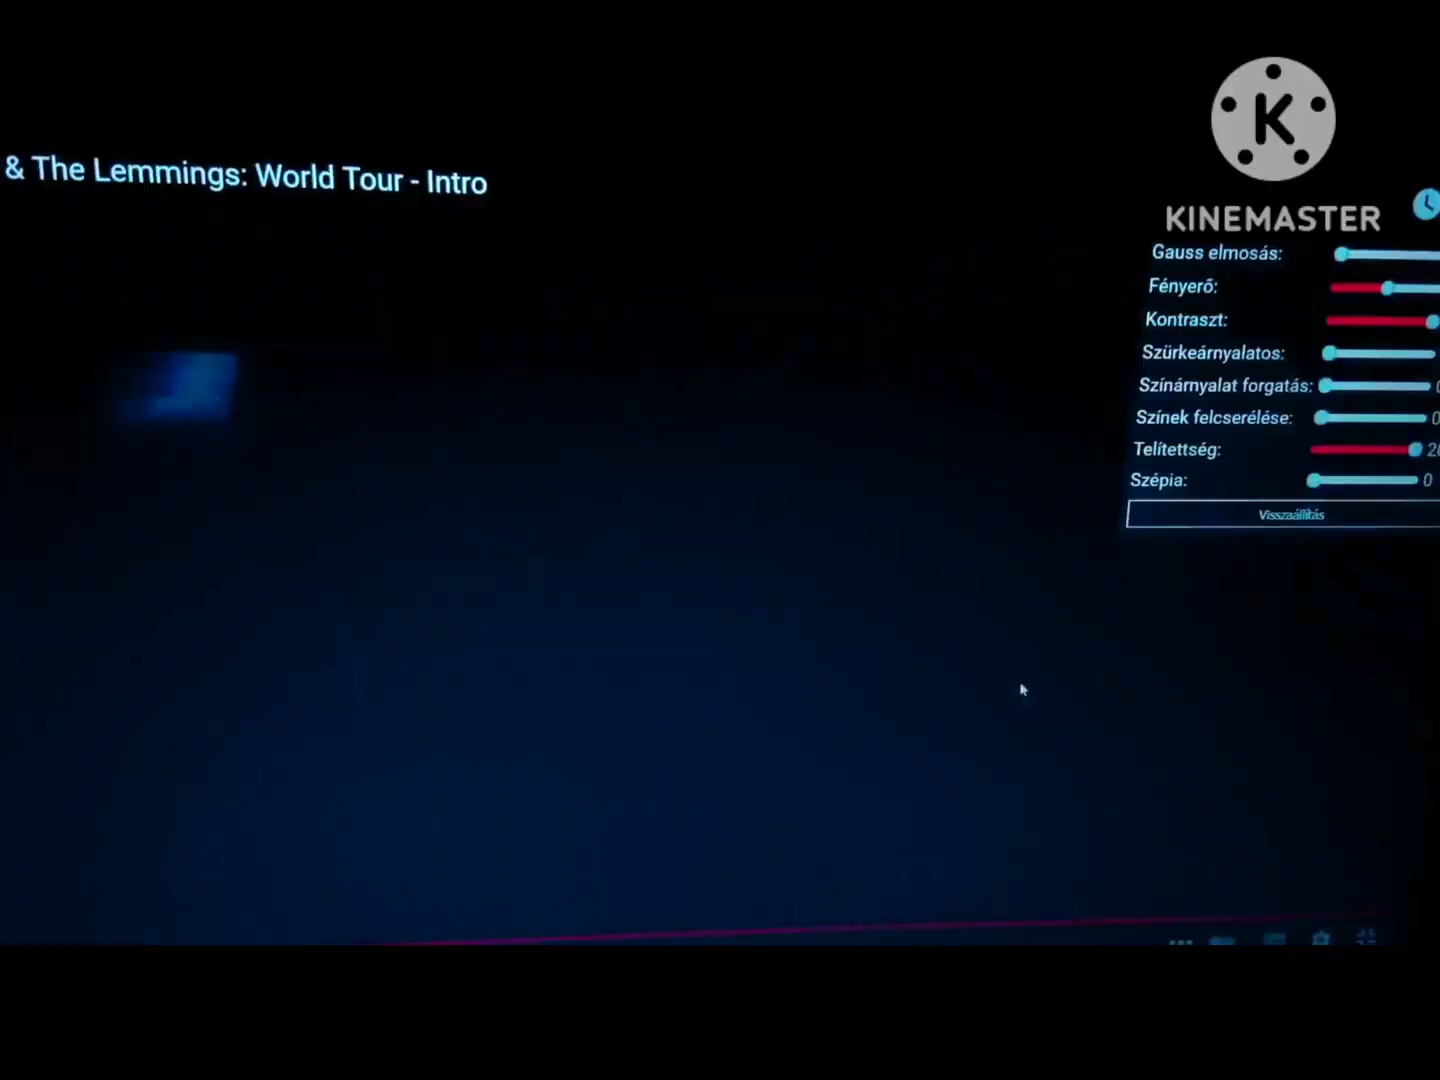 & The Lemmings: World Tour - Intro
K
KINEMASTER
Gauss elmosás:
Fényerő:
Kontraszt:
Szürkeárnyalatos:
Színárnyalat forgatás:
Színek felcserélése: 0
Telítettség:
Szépia: 0
Visszaállítás